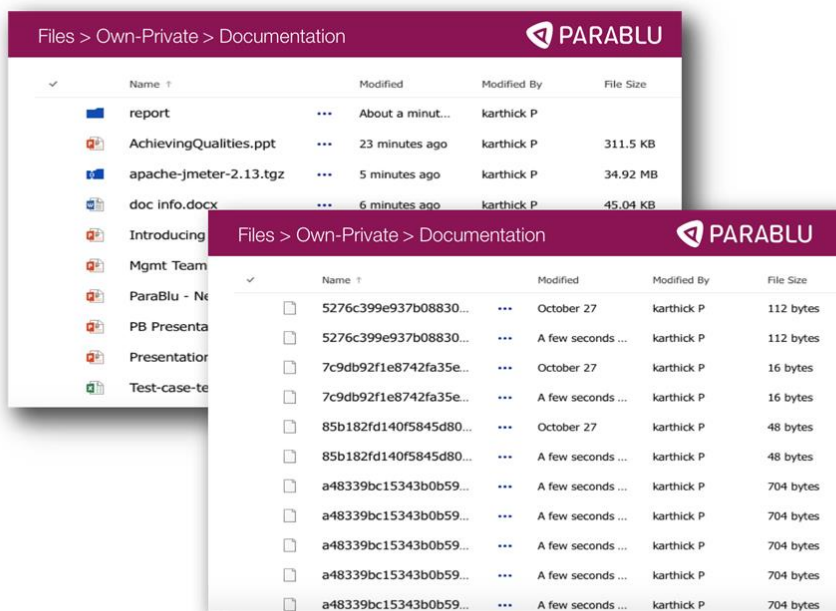 Files > Own-Private > Documentation PARABLU
Name ↑ Modified Modified By File Size
report ... About a minut... karthick P
AchievingQualities.ppt ... 23 minutes ago karthick P 311.5 KB
apache-jmeter-2.13.tgz ... 5 minutes ago karthick P 34.92 MB
doc info.docx ... 6 minutes ago karthick P 45.04 KB
Introducing
Mgmt Team
ParaBlu - Ne
PB Presenta
Presentation
Test-case-te
Files > Own-Private > Documentation PARABLU
Name ↑ Modified Modified By File Size
5276c399e937b08830... ... October 27 karthick P 112 bytes
5276c399e937b08830... ... A few seconds ... karthick P 112 bytes
7c9db92f1e8742fa35e... ... October 27 karthick P 16 bytes
7c9db92f1e8742fa35e... ... A few seconds ... karthick P 16 bytes
85b182fd140f5845d80... ... October 27 karthick P 48 bytes
85b182fd140f5845d80... ... A few seconds ... karthick P 48 bytes
a48339bc15343b0b59... ... A few seconds ... karthick P 704 bytes
a48339bc15343b0b59... ... A few seconds ... karthick P 704 bytes
a48339bc15343b0b59... ... A few seconds ... karthick P 704 bytes
a48339bc15343b0b59... ... A few seconds ... karthick P 704 bytes
a48339bc15343b0b59... ... A few seconds ... karthick P 704 bytes